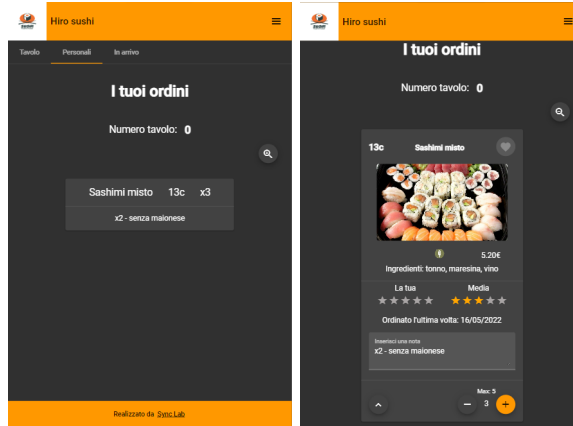 Hiro sushi
Tavolo Personali In arrivo
I tuoi ordini
Numero tavolo: 0
Sashimi misto 13c x3
x2 - senza maionese
Realizzato da Sync Lab
Hiro sushi
I tuoi ordini
Numero tavolo: 0
13c Sashimi misto
5.20€
Ingredienti: tonno, maresina, vino
La tua Media
Ordinato l'ultima volta: 16/05/2022
Inserisci una nota
x2 - senza maionese
Max: 5
3